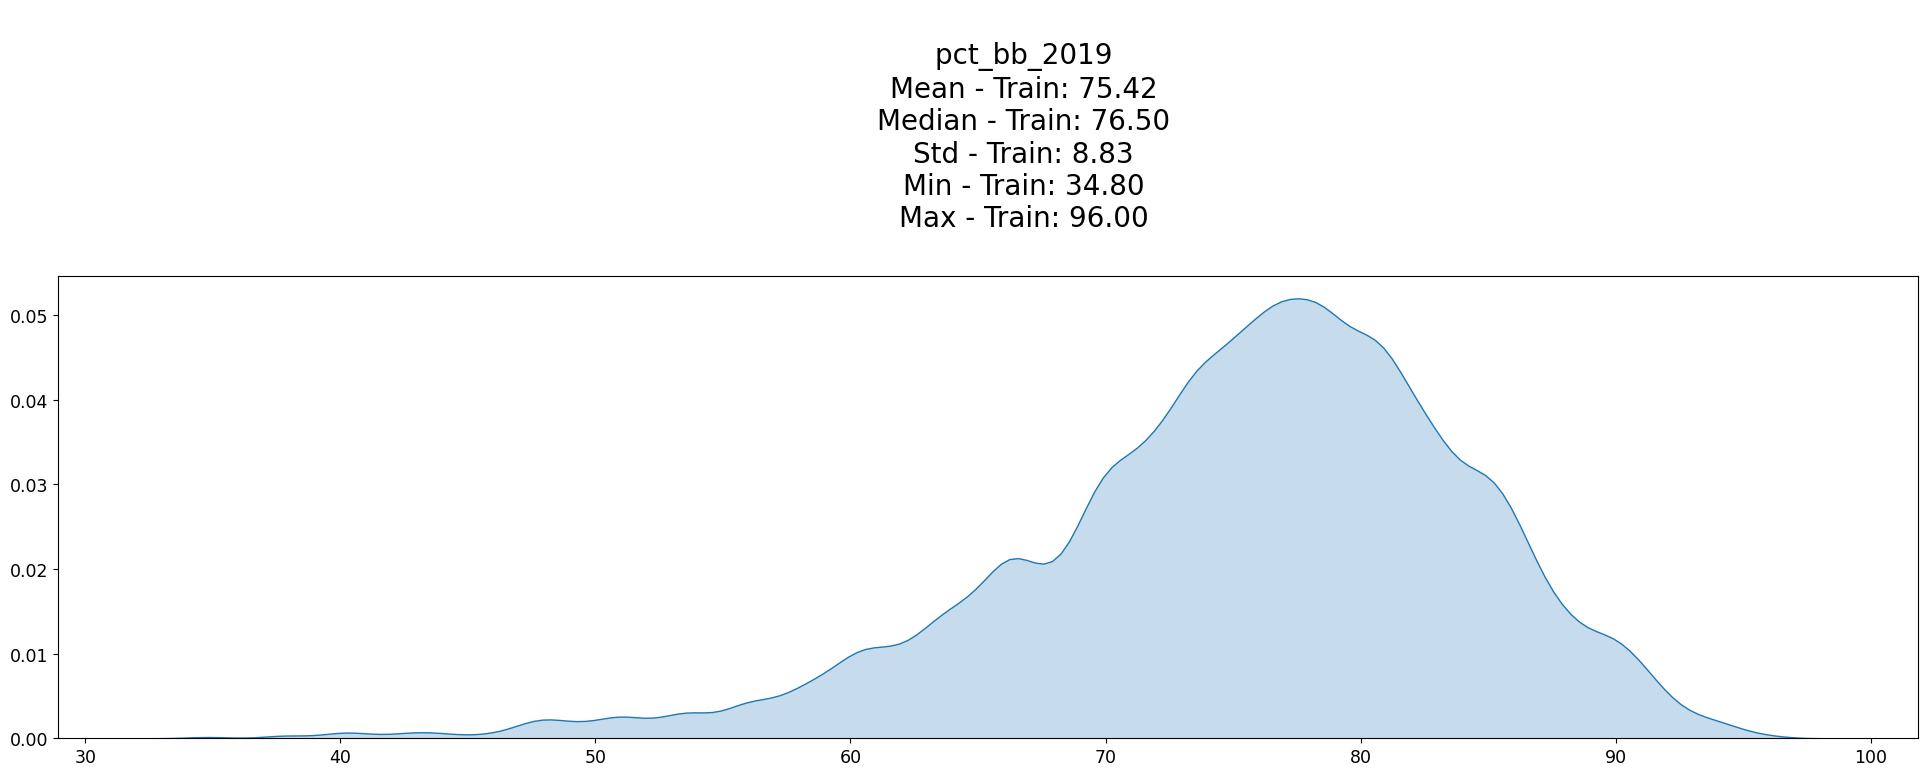 pct_bb_2019
Mean - Train: 75.42
Median - Train: 76.50
Std - Train: 8.83
Min - Train: 34.80
Max - Train: 96.00
0.05
0.04
0.03
0.02
0.01
0.00
30 40 50 60 70 80 90 100